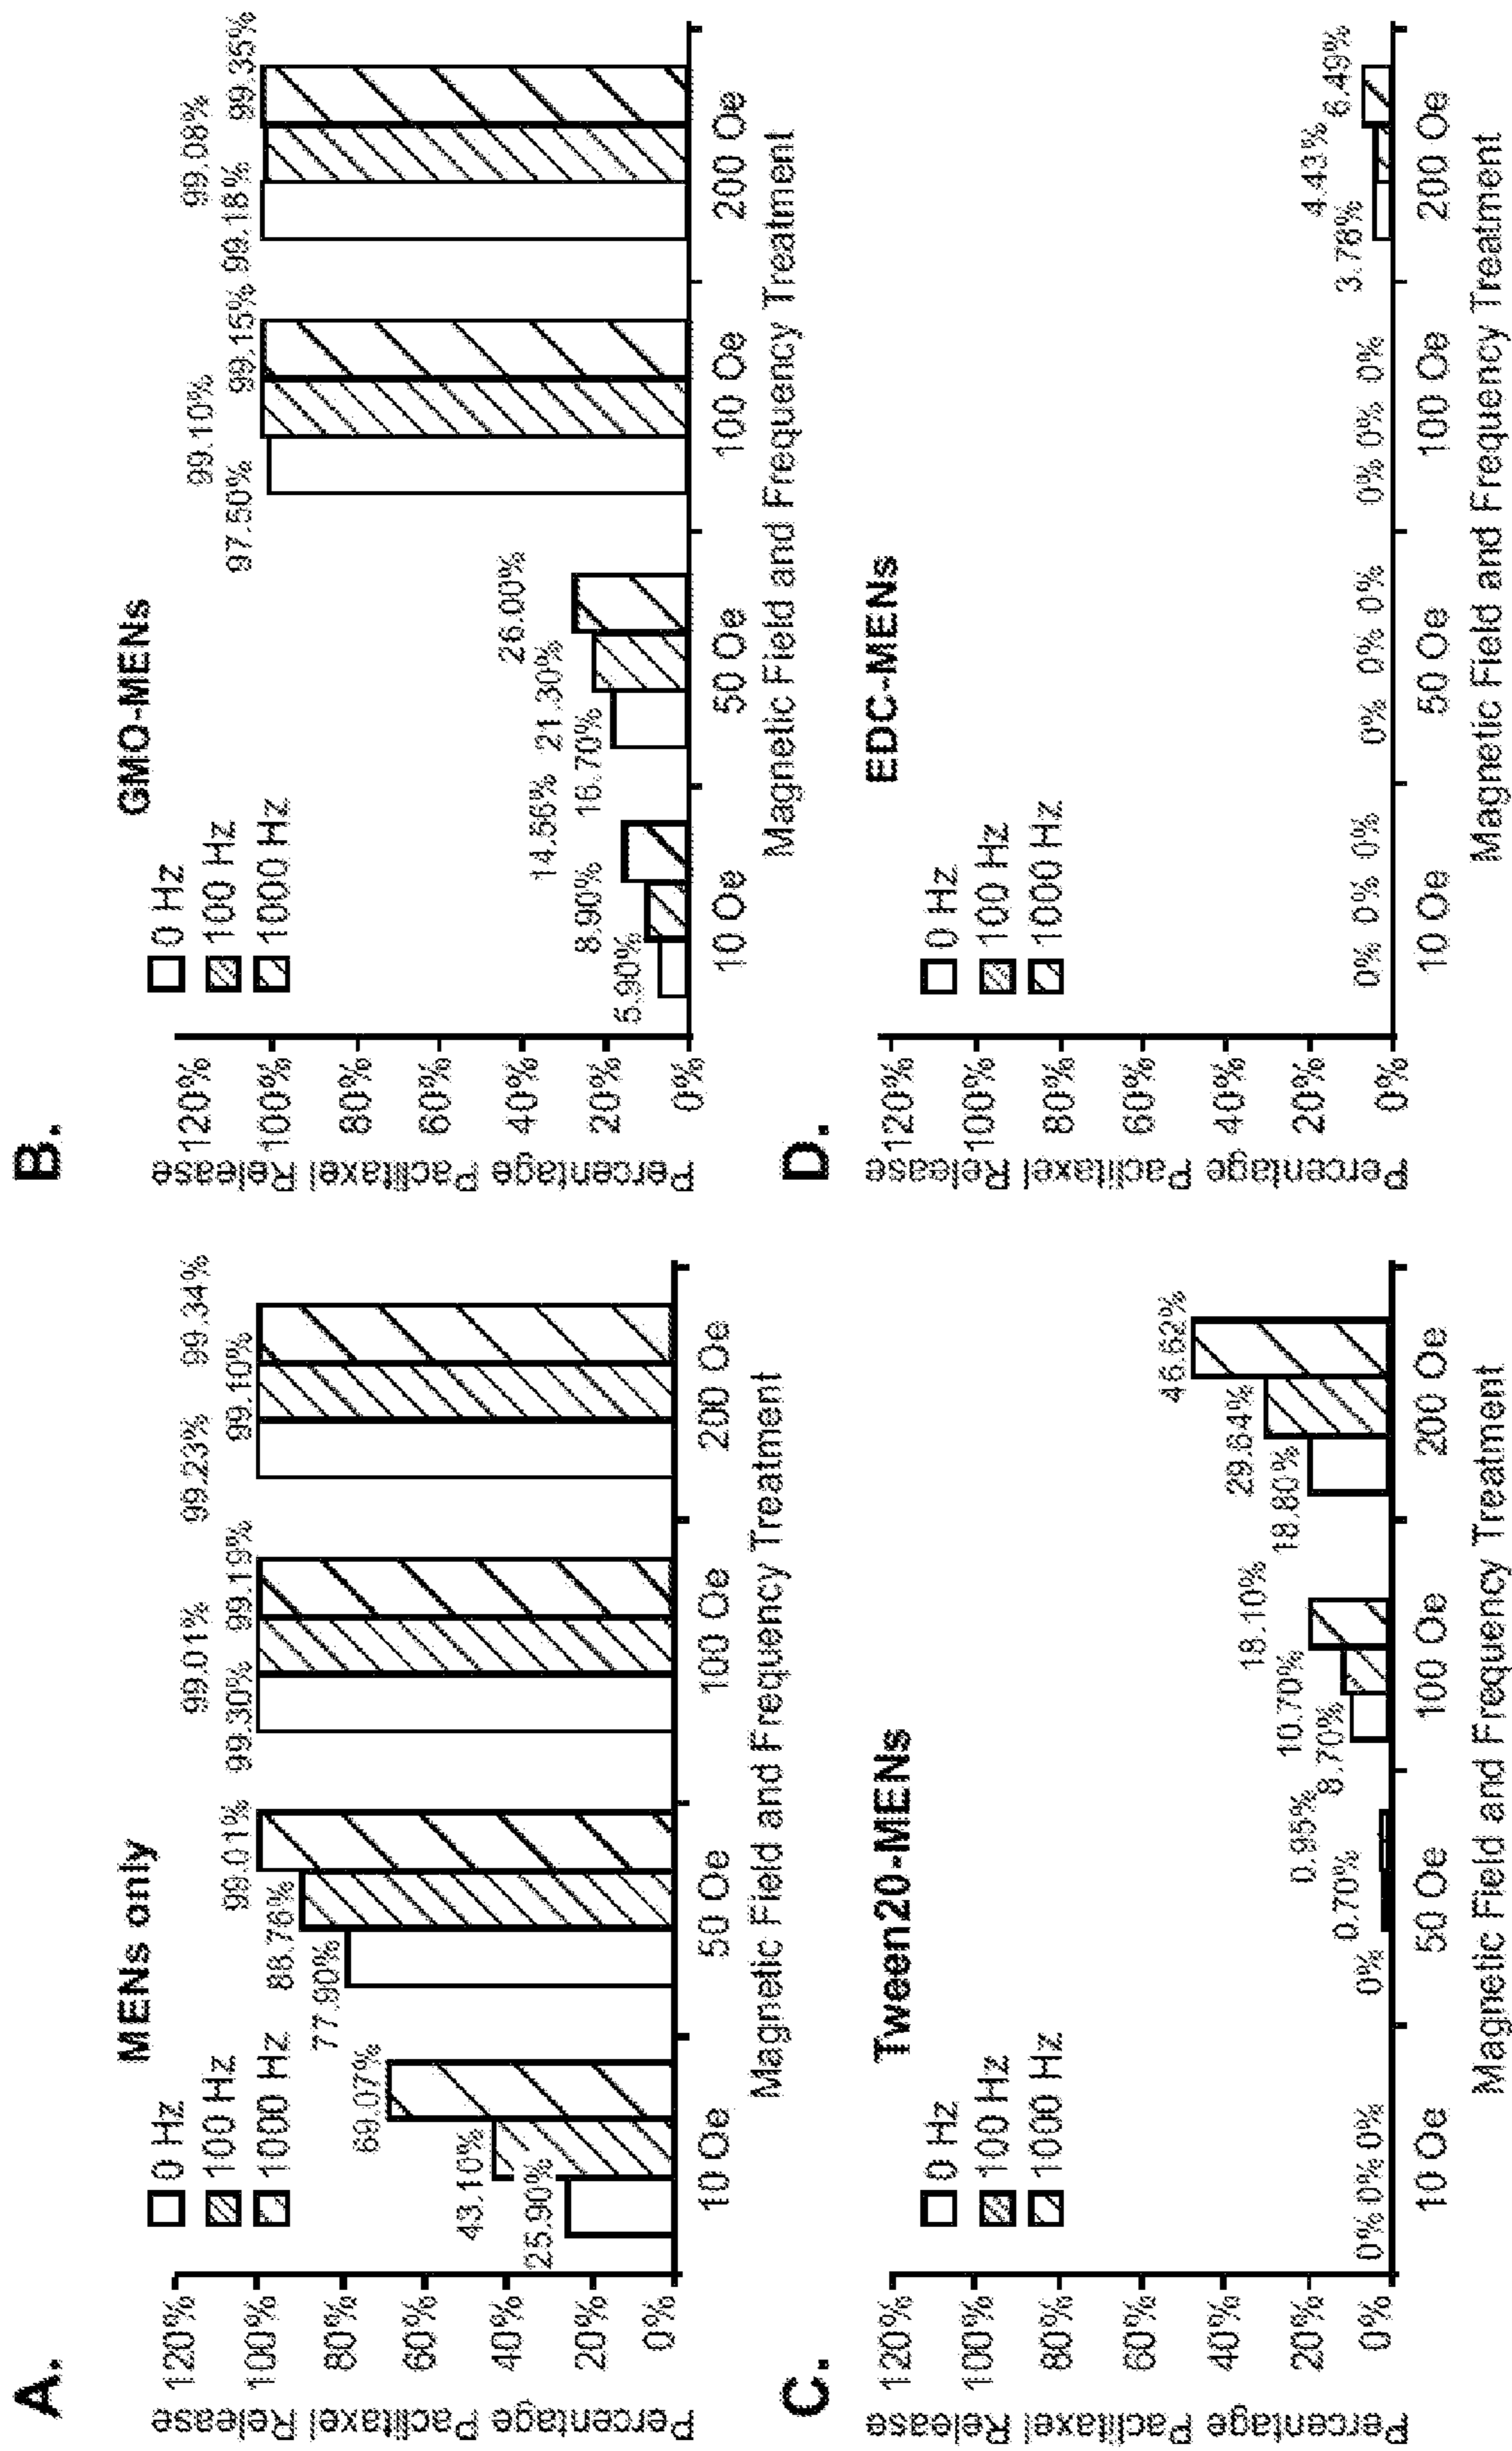 A.
MENs only
Percentage Paclitaxel Release
120%
100%
80%
60%
40%
20%
0%
0 Hz
100 Hz
1000 Hz
25.90%
43.10%
69.07%
77.90%
88.76%
99.01%
99.30%
99.01%
99.19%
99.23%
99.10%
99.34%
10 Oe
50 Oe
100 Oe
200 Oe
Magnetic Field and Frequency Treatment
B.
GMO-MENs
Percentage Paclitaxel Release
120%
100%
80%
60%
40%
20%
0%
0 Hz
100 Hz
1000 Hz
5.90%
8.90%
14.56%
16.70%
21.30%
26.00%
97.50%
99.10%
99.15%
99.18%
99.08%
99.35%
10 Oe
50 Oe
100 Oe
200 Oe
Magnetic Field and Frequency Treatment
C.
Tween20-MENs
Percentage Paclitaxel Release
120%
100%
80%
60%
40%
20%
0%
0 Hz
100 Hz
1000 Hz
0% 0% 0%
0%
0.70%
0.95%
8.70%
10.70%
18.10%
18.80%
29.64%
46.62%
10 Oe
50 Oe
100 Oe
200 Oe
Magnetic Field and Frequency Treatment
D.
EDC-MENs
Percentage Paclitaxel Release
120%
100%
80%
60%
40%
20%
0%
0 Hz
100 Hz
1000 Hz
0% 0% 0%
0% 0% 0%
0% 0% 0%
3.78%
4.43%
6.49%
10 Oe
50 Oe
100 Oe
200 Oe
Magnetic Field and Frequency Treatment